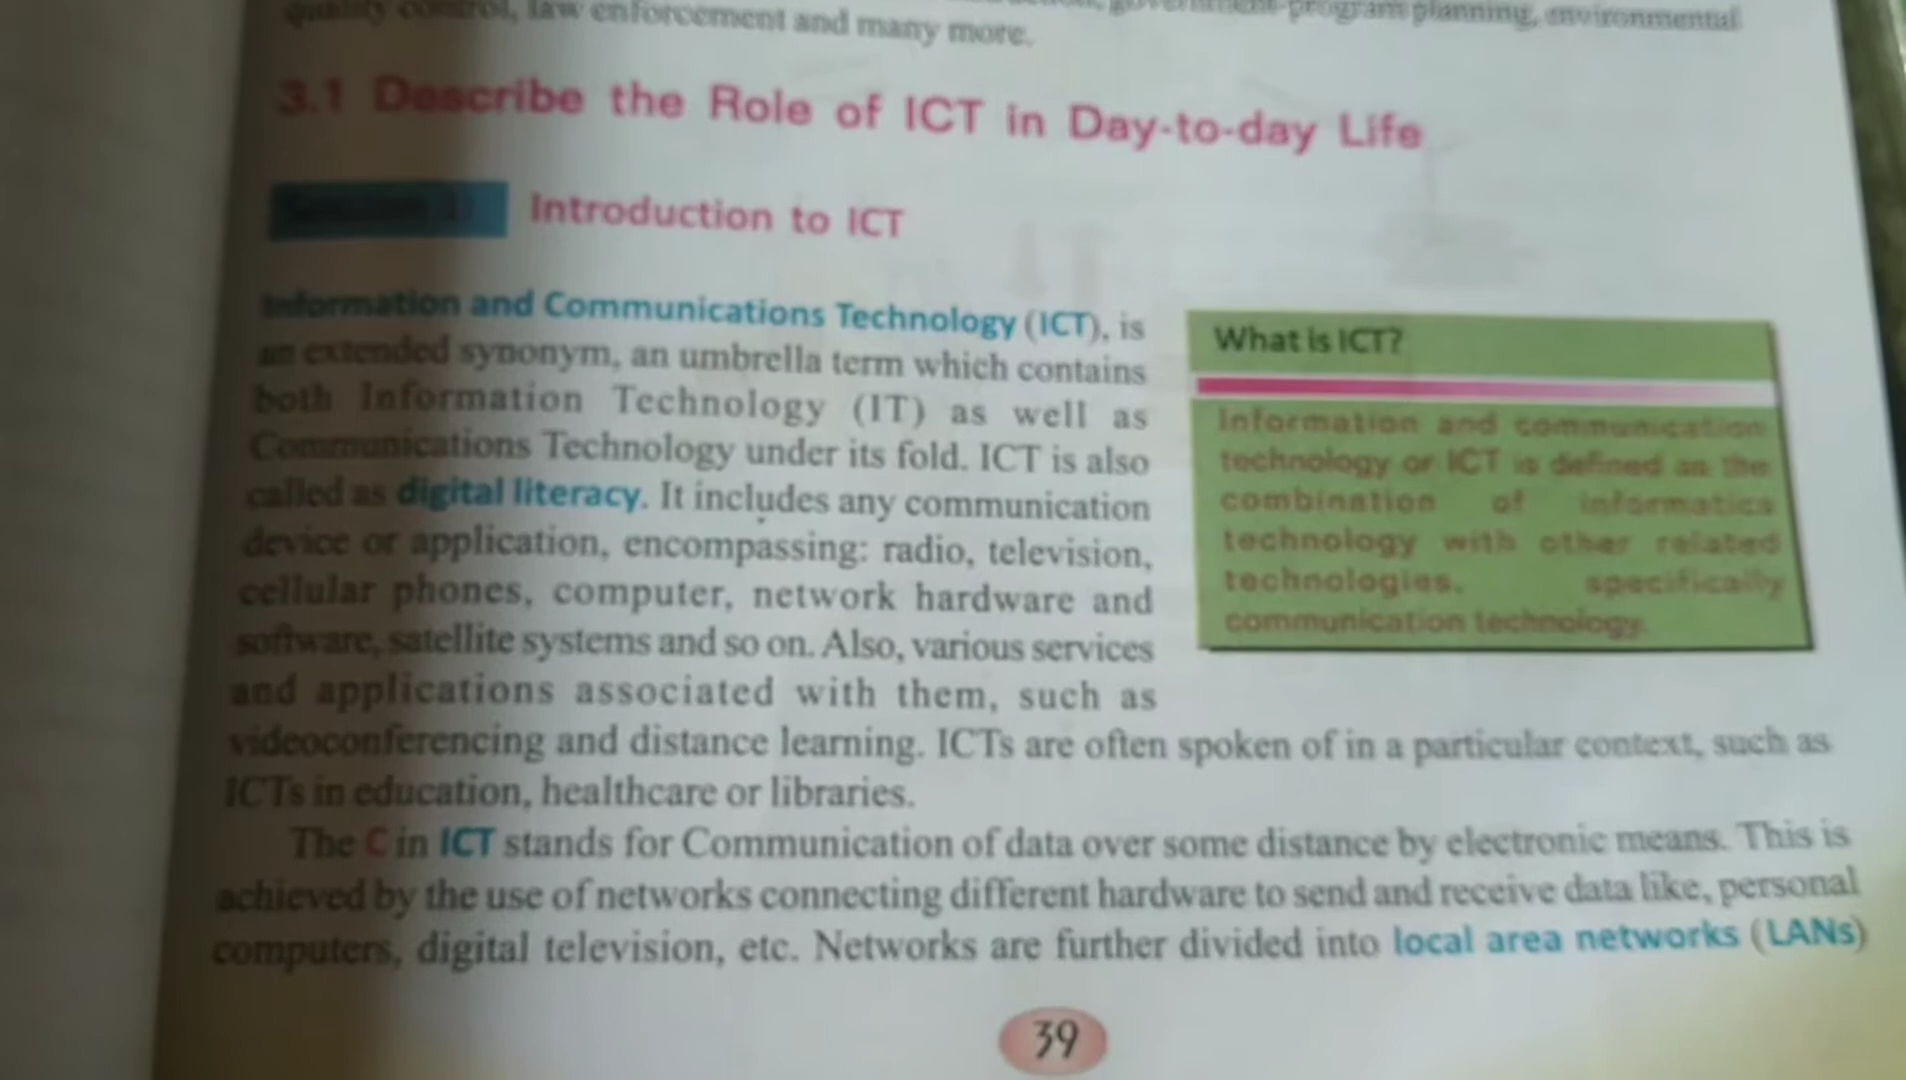 quality control, law enforcement and many more.
government-program planning, environmental
3.1 Describe the Role of ICT in Day-to-day Life
Introduction to ICT
Information and Communications Technology (ICT), is
an extended synonym, an umbrella term which contains
both Information Technology (IT) as well as
Communications Technology under its fold. ICT is also
called as digital literacy. It includes any communication
device or application, encompassing: radio, television,
cellular phones, computer, network hardware and
software, satellite systems and so on. Also, various services
and applications associated with them, such as
videoconferencing and distance learning. ICTs are often spoken of in a particular context, such as
ICTs in education, healthcare or libraries.
What is ICT?
Information and communication
technology or ICT is defined as the
combination of informatics
technology with other related
technologies, specifically
communication technology.
The C in ICT stands for Communication of data over some distance by electronic means. This is
achieved by the use of networks connecting different hardware to send and receive data like, personal
computers, digital television, etc. Networks are further divided into local area networks (LANs)
39